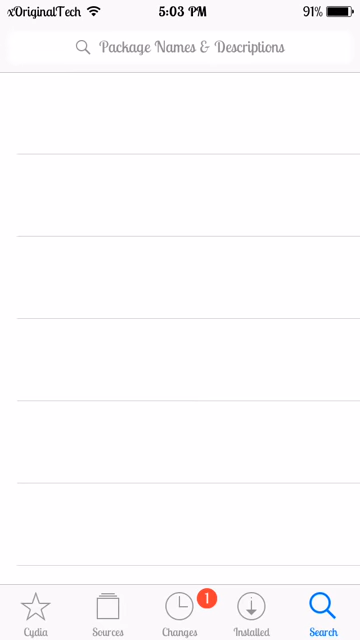 xOriginalTech 5:03 PM 91%
Package Names & Descriptions
1
Cydia Sources Changes Installed Search